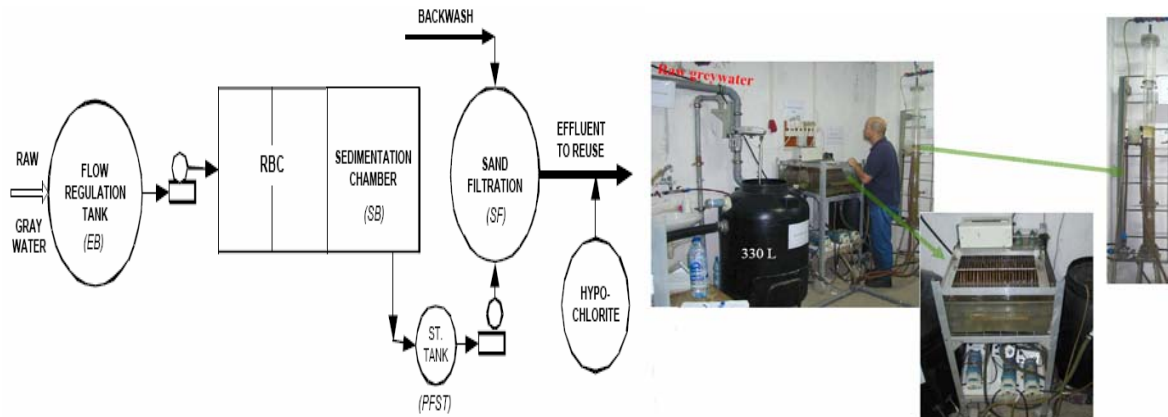 BACKWASH
RAW
GRAY
WATER
FLOW
REGULATION
TANK
(EB)
RBC
SEDIMENTATION
CHAMBER
(SB)
SAND
FILTRATION
(SF)
EFFLUENT
TO REUSE
HYPO-
CHLORITE
ST.
TANK
(PFST)
Raw greywater
330 L